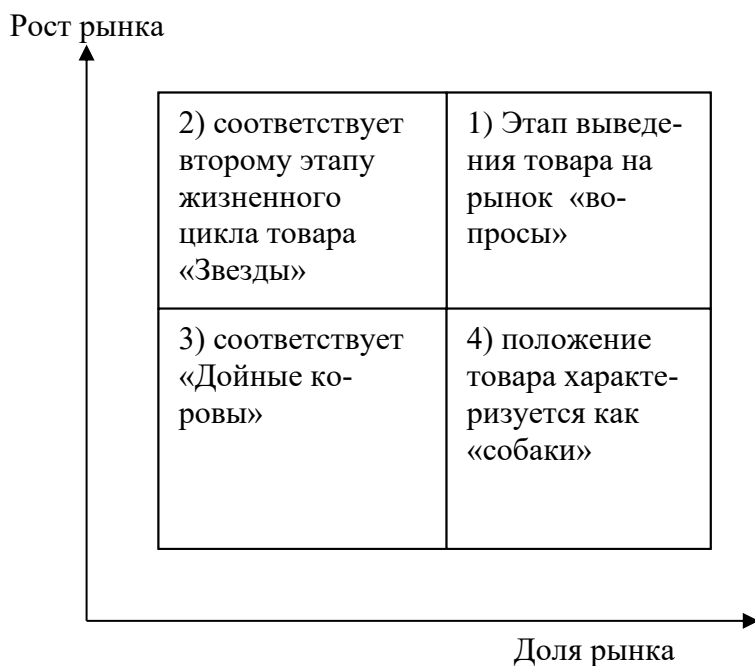 Рост рынка
2) соответствует
второму этапу
жизненного
цикла товара
«Звезды»
1) Этап выведе-
ния товара на
рынок «во-
просы»
3) соответствует
«Дойные ко-
ровы»
4) положение
товара характе-
ризуется как
«собаки»
Доля рынка